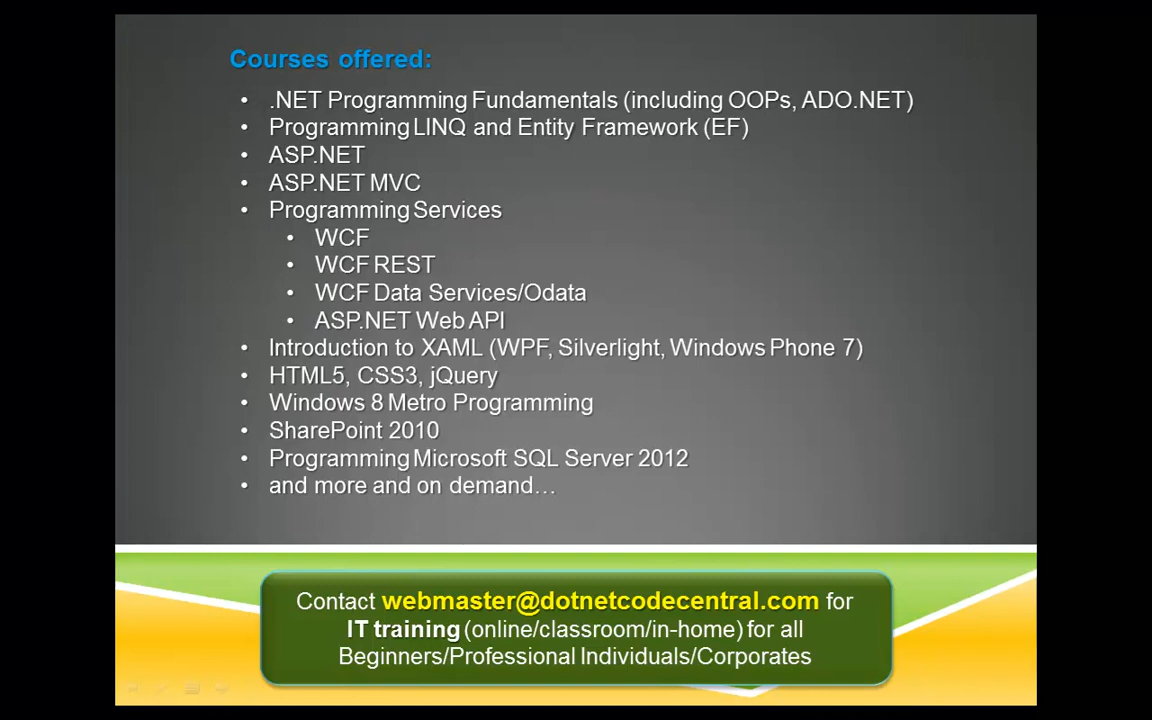 Courses offered:
• .NET Programming Fundamentals (including OOPs, ADO.NET)
• Programming LINQ and Entity Framework (EF)
• ASP.NET
• ASP.NET MVC
• Programming Services
• WCF
• WCF REST
• WCF Data Services/Odata
• ASP.NET Web API
• Introduction to XAML (WPF, Silverlight, Windows Phone 7)
• HTML5, CSS3, jQuery
• Windows 8 Metro Programming
• SharePoint 2010
• Programming Microsoft SQL Server 2012
• and more and on demand…
Contact webmaster@dotnetcodecentral.com for
IT training (online/classroom/in-home) for all
Beginners/Professional Individuals/Corporates